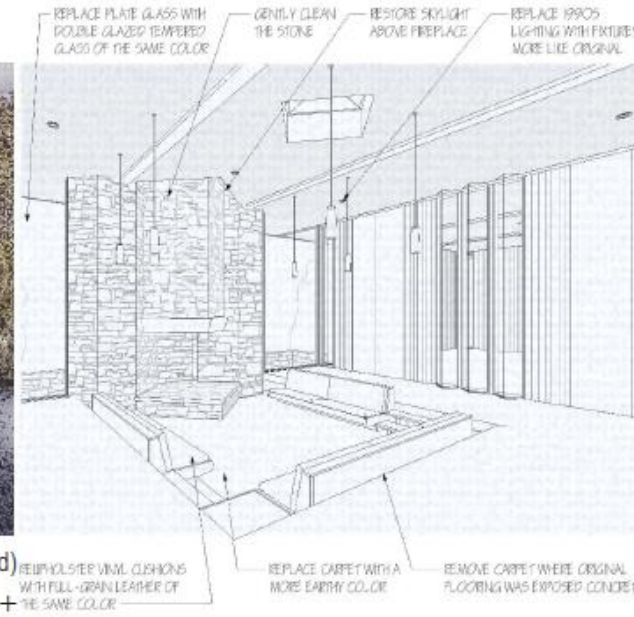 REPLACE PLATE GLASS WITH
DOUBLE GLAZED TEMPERED
GLASS OF THE SAME COLOR
GENTLY CLEAN
THE STONE
RESTORE SKYLIGHT
ABOVE FIREPLACE
REPLACE 1990S
LIGHTING WITH FIXTURES
MORE LIKE ORIGINAL
d)
+
REUPHOLSTER VINYL CUSHIONS
WITH FULL-GRAIN LEATHER OF
THE SAME COLOR
REPLACE CARPET WITH A
MORE EARTHY COLOR
REMOVE CARPET WHERE ORIGINAL
FLOORING WAS EXPOSED CONCRET